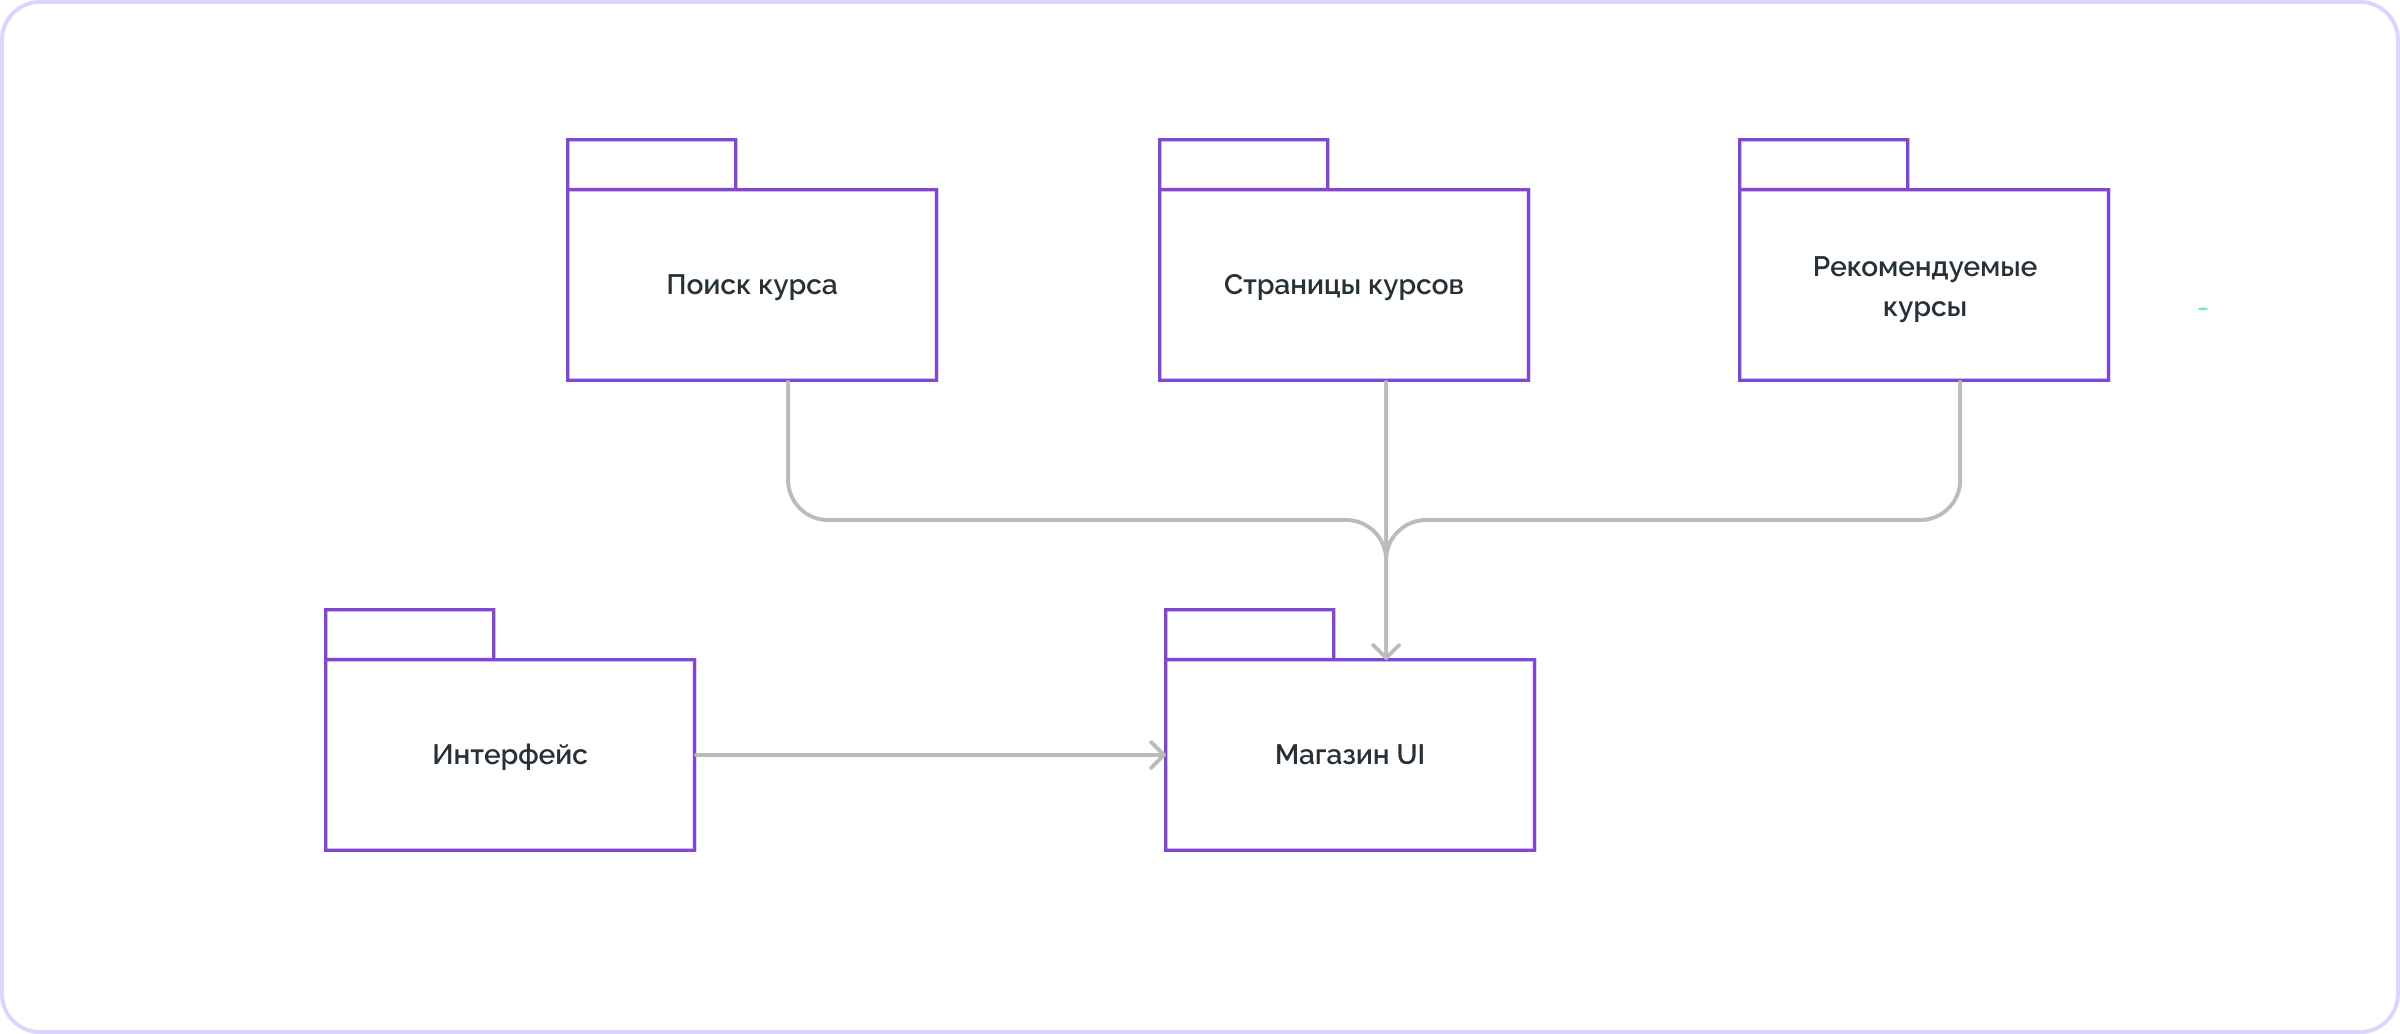 Поиск курса
Страницы курсов
Рекомендуемые
курсы
Интерфейс
Магазин UI